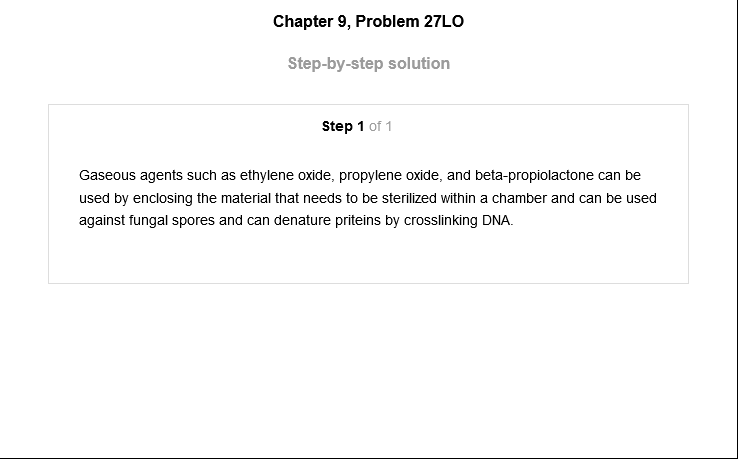 Chapter 9, Problem 27LO
Step-by-step solution
Step 1 of 1
Gaseous agents such as ethylene oxide, propylene oxide, and beta-propiolactone can be
used by enclosing the material that needs to be sterilized within a chamber and can be used
against fungal spores and can denature priteins by crosslinking DNA.